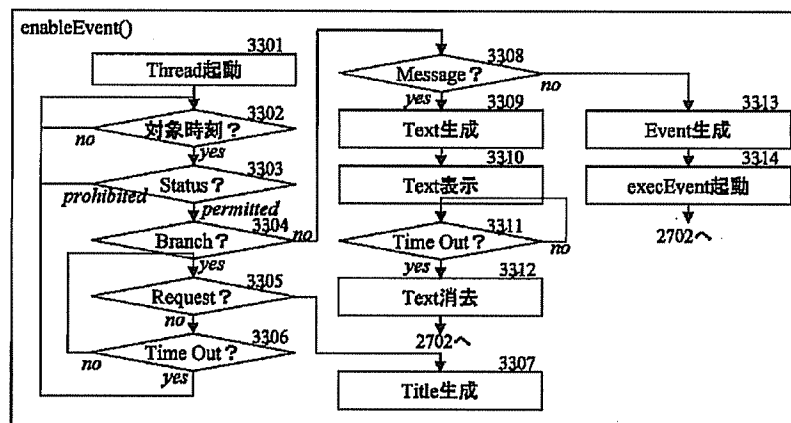 enableEvent()
3301
Thread起動
3302
対象時刻？
no
yes
3303
Status？
prohibited
permitted
3304
Branch？
no
yes
3305
Request？
no
3306
Time Out？
no
yes
3308
Message？
yes
no
3309
Text生成
3310
Text表示
3311
Time Out？
no
yes
3312
Text消去
2702へ
3307
Title生成
3313
Event生成
3314
execEvent起動
2702へ